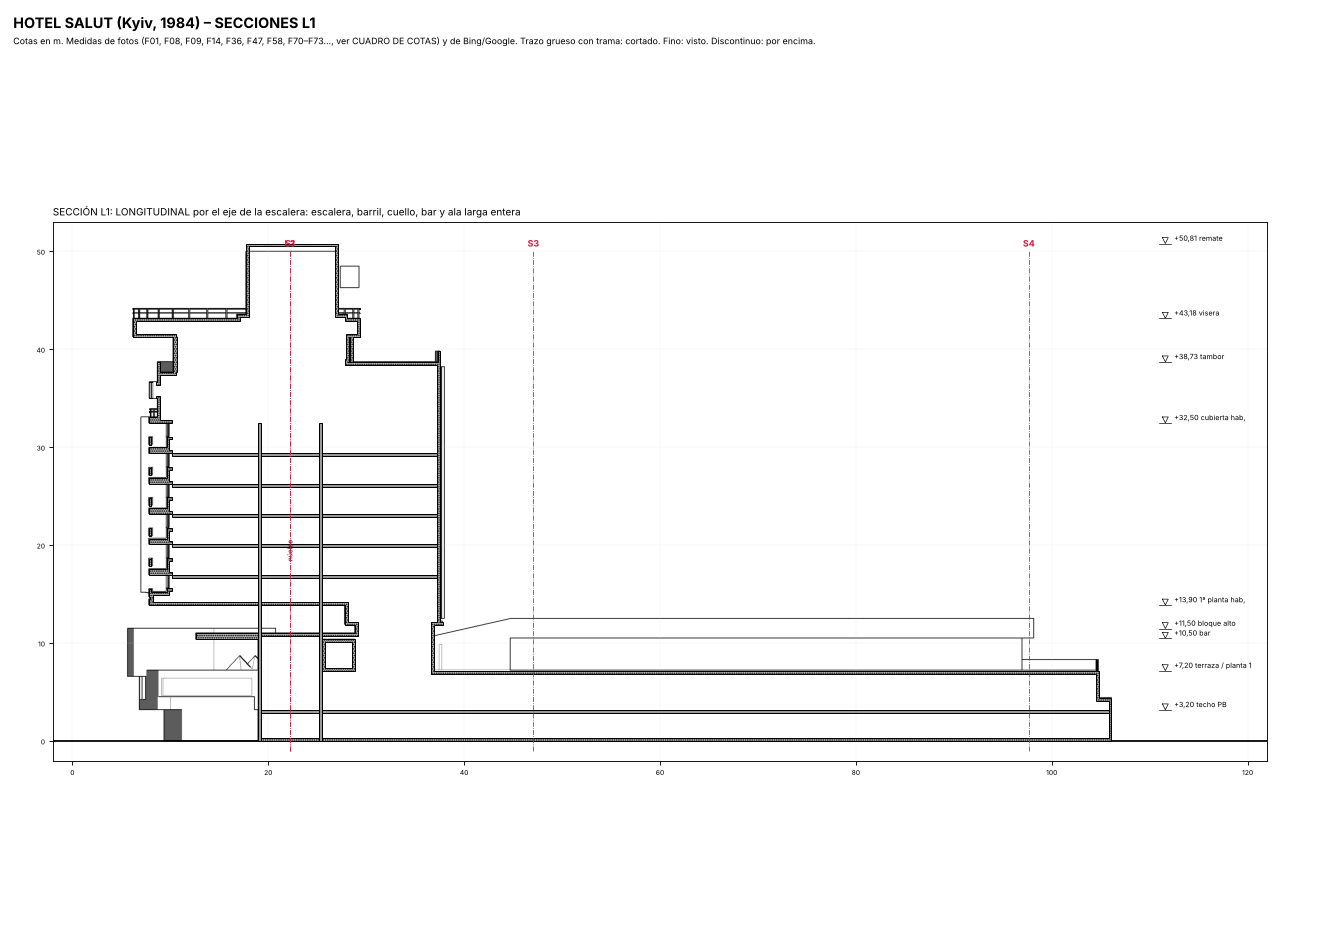 HOTEL SALUT (Kyiv, 1984) – SECCIONES L1
Cotas en m. Medidas de fotos (F01, F08, F09, F14, F36, F47, F58, F70–F73..., ver CUADRO DE COTAS) y de Bing/Google. Trazo grueso con trama: cortado. Fino: visto. Discontinuo: por encima.
SECCIÓN L1: LONGITUDINAL por el eje de la escalera: escalera, barril, cuello, bar y ala larga entera
S3
S4
50
40
30
20
10
0
+50,81 remate
+43,18 visera
+38,73 tambor
+32,50 cubierta hab,
+13,90 1ª planta hab,
+11,50 bloque alto
+10,50 bar
+7,20 terraza / planta 1
+3,20 techo PB
0
20
40
60
80
100
120